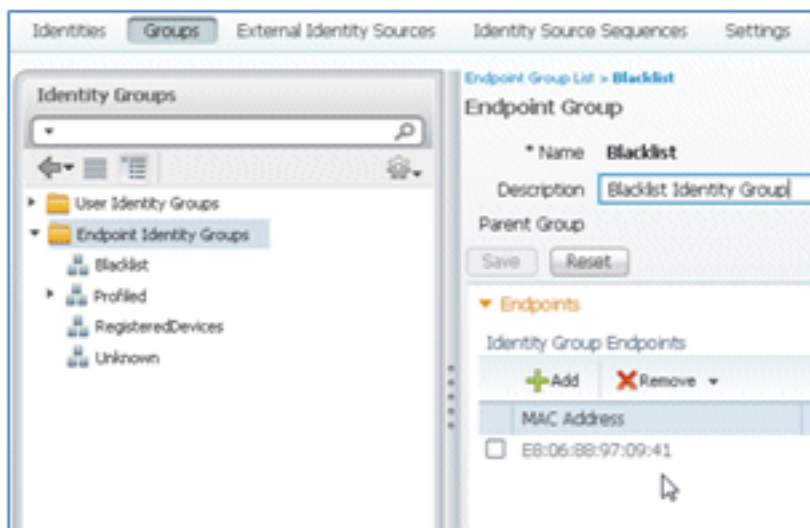 Identities Groups External Identity Sources Identity Source Sequences Settings
Identity Groups
User Identity Groups
Endpoint Identity Groups
Blacklist
Profiled
RegisteredDevices
Unknown
Endpoint Group List > Blacklist
Endpoint Group
* Name Blacklist
Description Blacklist Identity Group
Parent Group
Save Reset
Endpoints
Identity Group Endpoints
Add Remove
MAC Address
E8:06:88:97:09:41